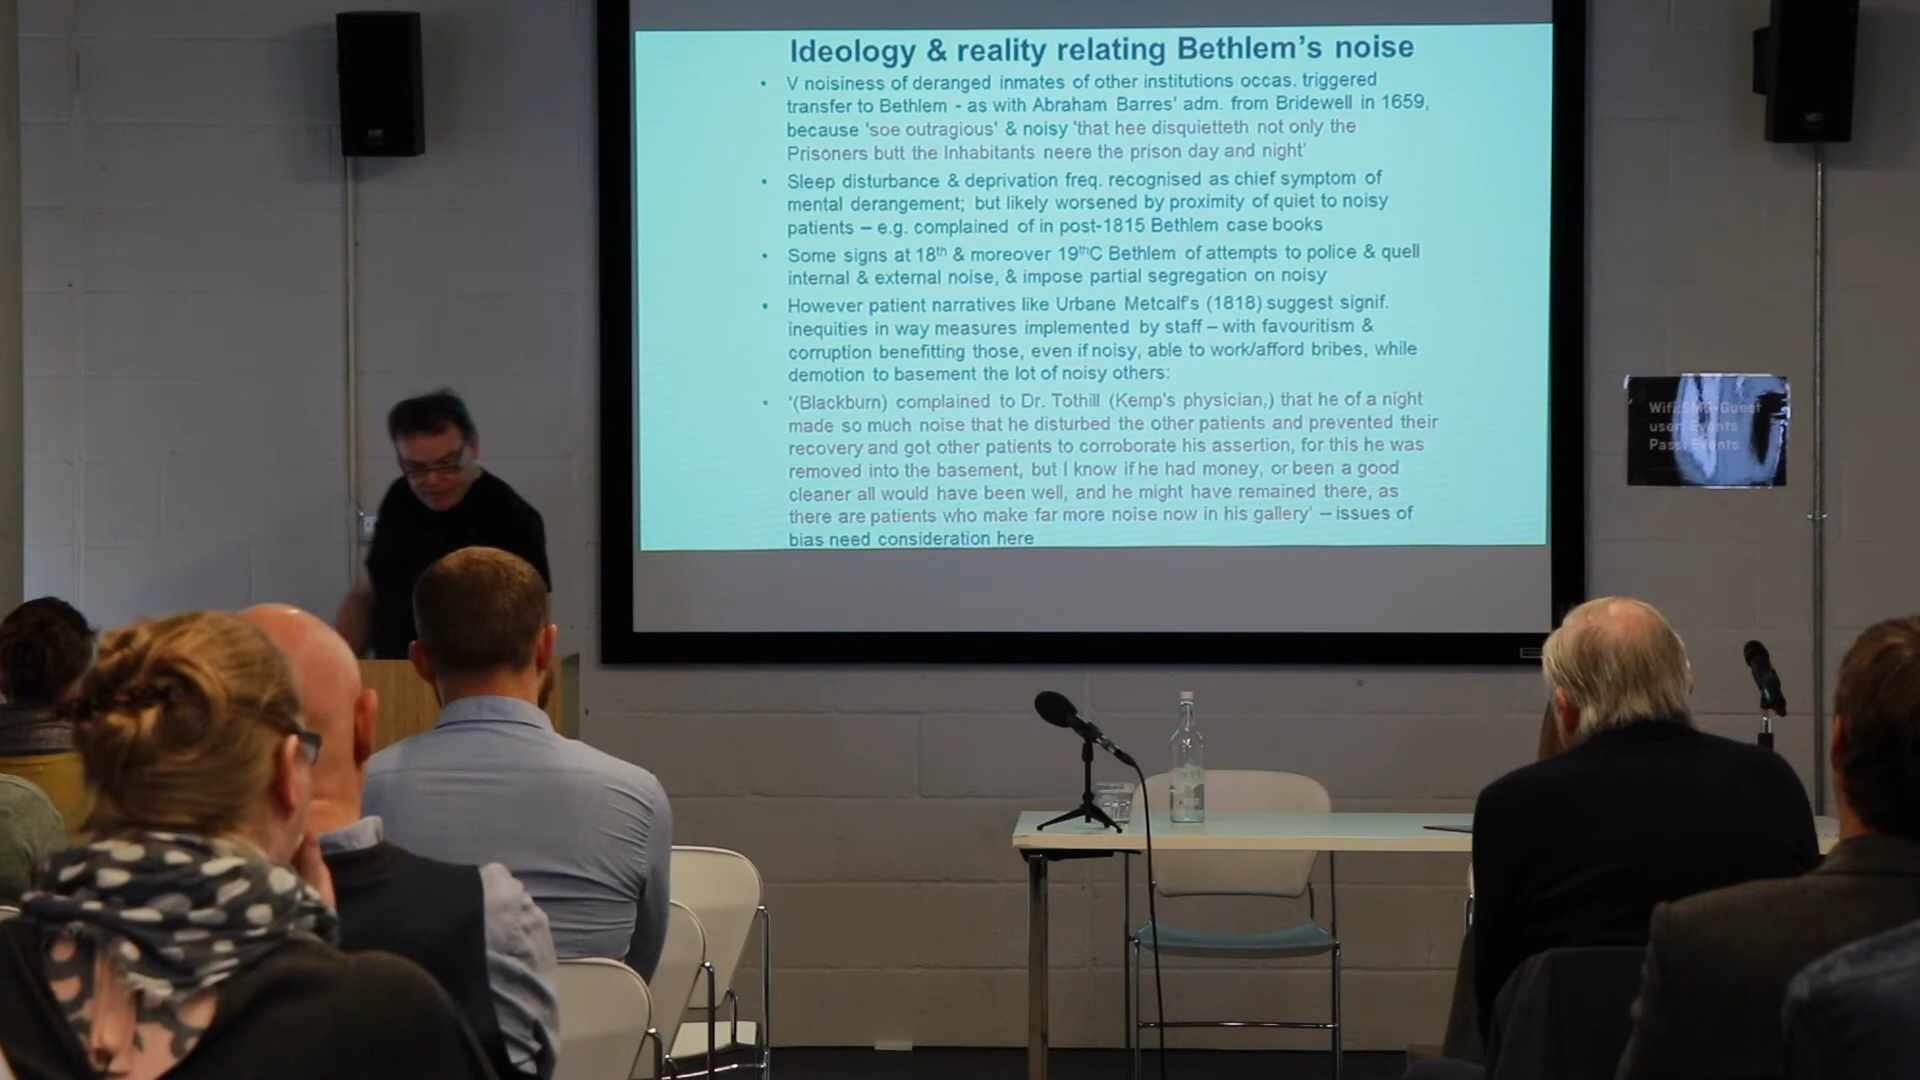 Ideology & reality relating Bethlem's noise
• V noisiness of deranged inmates of other institutions occas. triggered
transfer to Bethlem - as with Abraham Barres' adm. from Bridewell in 1659,
because 'soe outragious' & noisy 'that hee disquietteth not only the
Prisoners butt the Inhabitants neere the prison day and night'
• Sleep disturbance & deprivation freq. recognised as chief symptom of
mental derangement; but likely worsened by proximity of quiet to noisy
patients – e.g. complained of in post-1815 Bethlem case books
• Some signs at 18th & moreover 19thC Bethlem of attempts to police & quell
internal & external noise, & impose partial segregation on noisy
• However patient narratives like Urbane Metcalf's (1818) suggest signif.
inequities in way measures implemented by staff – with favouritism &
corruption benefitting those, even if noisy, able to work/afford bribes, while
demotion to basement the lot of noisy others:
• '(Blackburn) complained to Dr. Tothill (Kemp's physician,) that he of a night
made so much noise that he disturbed the other patients and prevented their
recovery and got other patients to corroborate his assertion, for this he was
removed into the basement, but I know if he had money, or been a good
cleaner all would have been well, and he might have remained there, as
there are patients who make far more noise now in his gallery' – issues of
bias need consideration here
Wifi: SMG-Guest
user: Events
Pass: Events